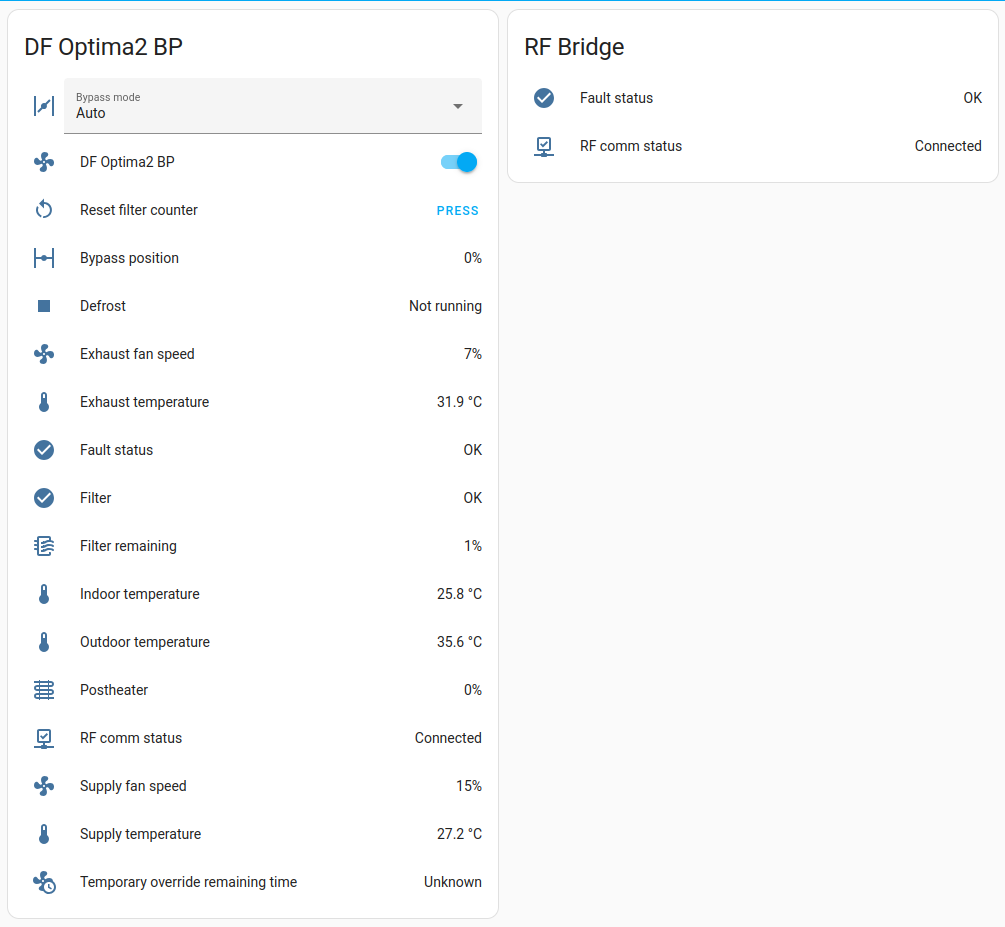 DF Optima2 BP
Bypass mode
Auto
DF Optima2 BP
Reset filter counter PRESS
Bypass position 0%
Defrost Not running
Exhaust fan speed 7%
Exhaust temperature 31.9 °C
Fault status OK
Filter OK
Filter remaining 1%
Indoor temperature 25.8 °C
Outdoor temperature 35.6 °C
Postheater 0%
RF comm status Connected
Supply fan speed 15%
Supply temperature 27.2 °C
Temporary override remaining time Unknown
RF Bridge
Fault status OK
RF comm status Connected